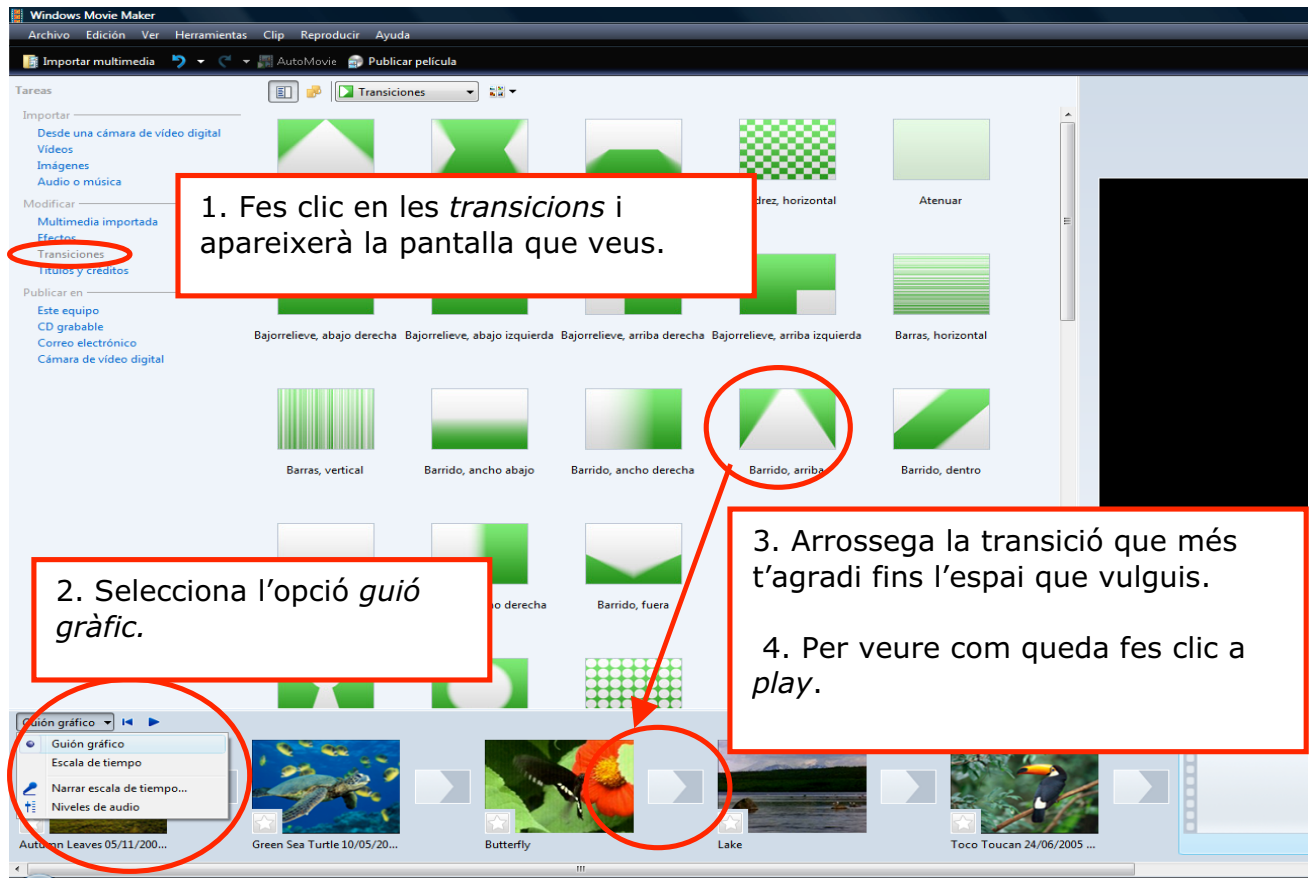 Windows Movie Maker
Archivo Edición Ver Herramientas Clip Reproducir Ayuda
Importar multimedia AutoMovie Publicar película
Tareas
Transiciones
Importar
Desde una cámara de vídeo digital
Vídeos
Imágenes
Audio o música
Modificar
Multimedia importada
Efectos
Transiciones
Títulos y créditos
Publicar en
Este equipo
CD grabable
Correo electrónico
Cámara de vídeo digital
1. Fes clic en les transicions i
apareixerà la pantalla que veus.
horizontal Atenuar
Bajorrelieve, abajo derecha Bajorrelieve, abajo izquierda Bajorrelieve, arriba derecha Bajorrelieve, arriba izquierda Barras, horizontal
Barras, vertical Barrido, ancho abajo Barrido, ancho derecha Barrido, arriba Barrido, dentro
derecha Barrido, fuera
2. Selecciona l’opció guió
gràfic.
3. Arrossega la transició que més
t’agradi fins l’espai que vulguis.
4. Per veure com queda fes clic a
play.
Guión gráfico
Guión gráfico
Escala de tiempo
Narrar escala de tiempo...
Niveles de audio
Autumn Leaves 05/11/200... Green Sea Turtle 10/05/20... Butterfly Lake Toco Toucan 24/06/2005 ...